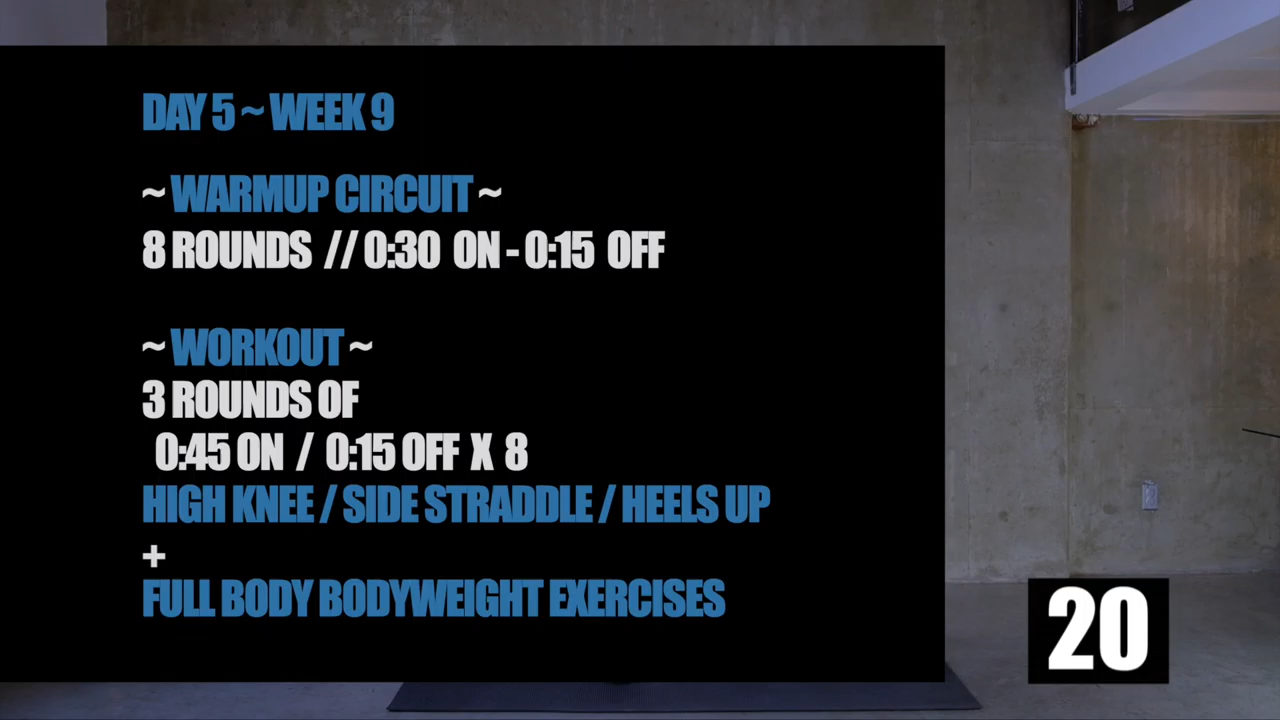 DAY 5 ~ WEEK 9
~ WARMUP CIRCUIT ~
8 ROUNDS // 0:30 ON - 0:15 OFF
~ WORKOUT ~
3 ROUNDS OF
0:45 ON / 0:15 OFF X 8
HIGH KNEE / SIDE STRADDLE / HEELS UP
+
FULL BODY BODYWEIGHT EXERCISES
20